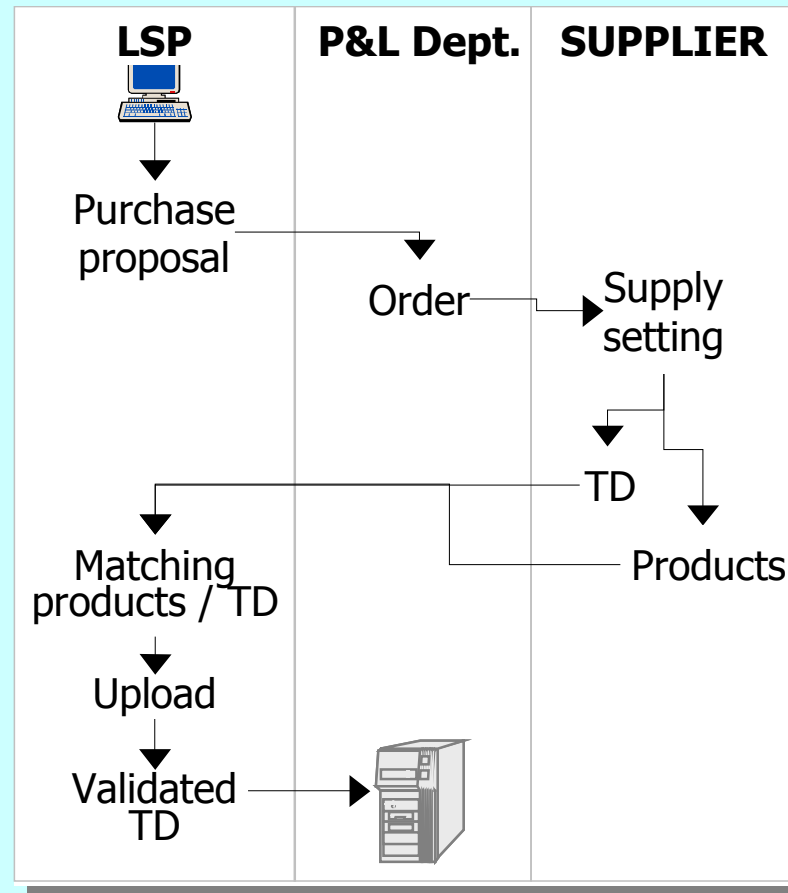 LSP
P&L Dept.
SUPPLIER
Purchase
proposal
Order
Supply
setting
TD
Products
Matching
products / TD
Upload
Validated
TD